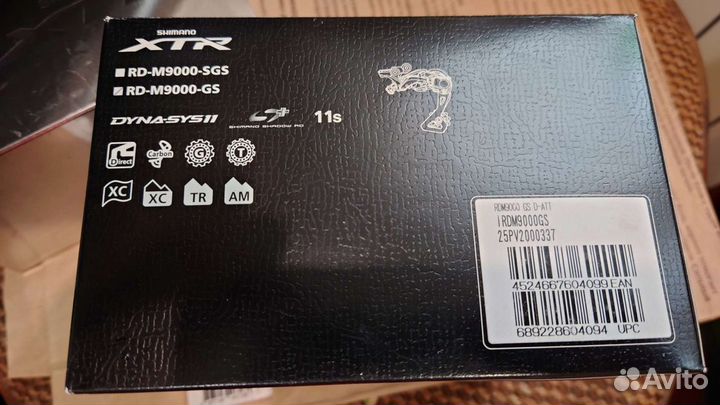 SHIMANO
XTR
RD-M9000-SGS
RD-M9000-GS
DYNA-SYS11
SHIMANO SHADOW RD
11s
Direct
Carbon
G
T
XC
XC
TR
AM
RDM9000 GS D-ATT
IRDM9000GS
25PV2000337
4524667604099 EAN
689228604094 UPC
Avito